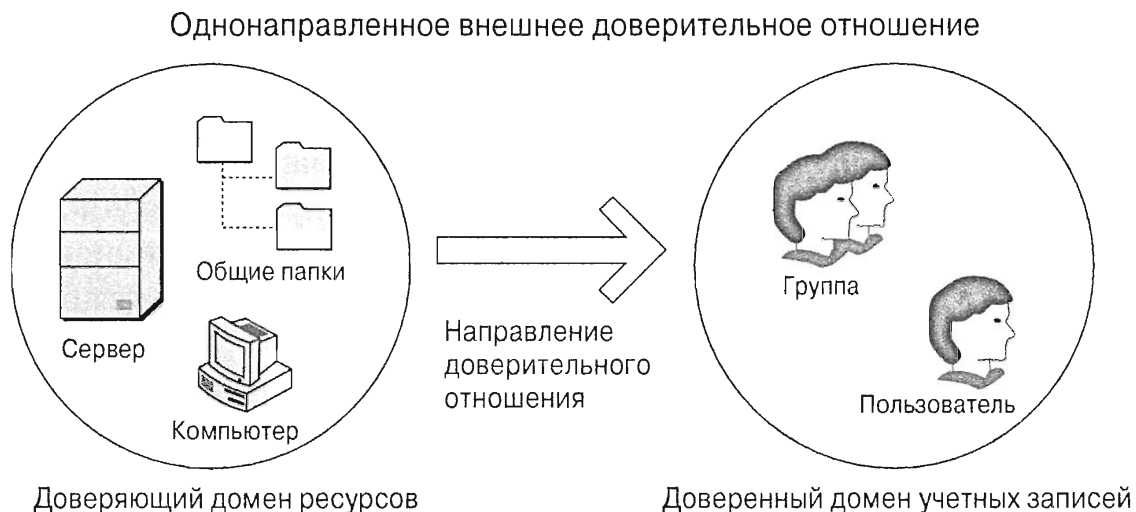 Однонаправленное внешнее доверительное отношение
Общие папки
Сервер
Компьютер
Направление
доверительного
отношения
Группа
Пользователь
Доверяющий домен ресурсов
Доверенный домен учетных записей